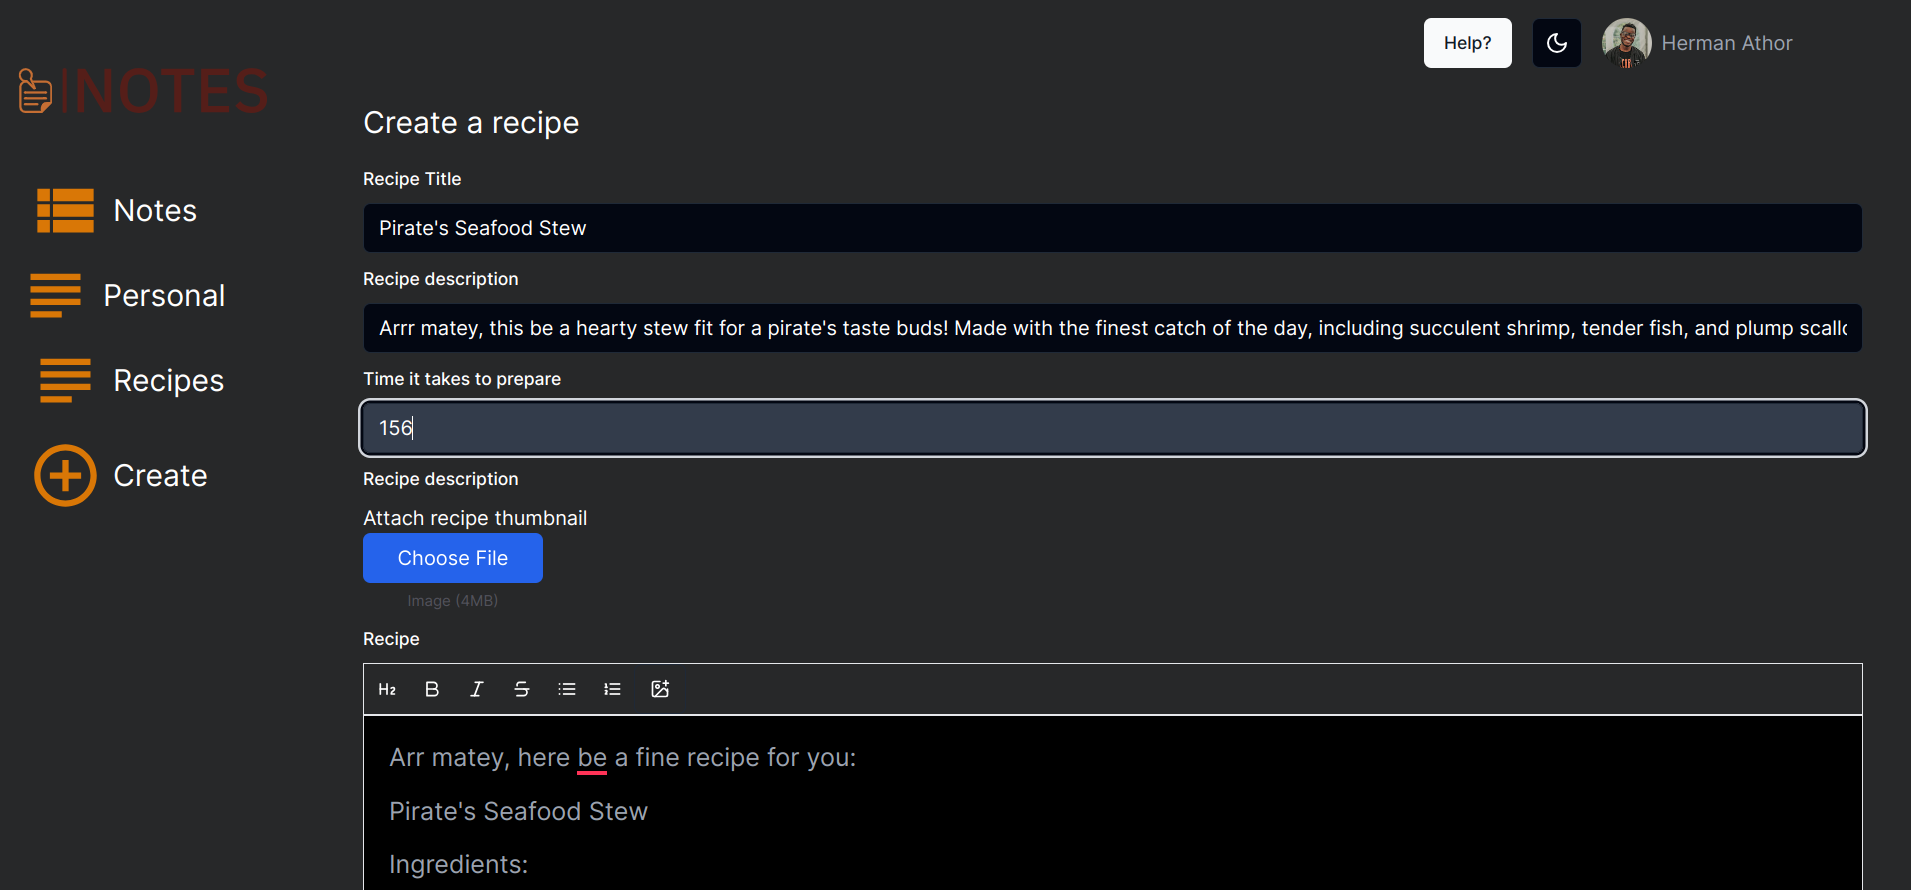 Help?
Herman Athor
NOTES
Notes
Personal
Recipes
Create
Create a recipe
Recipe Title
Pirate's Seafood Stew
Recipe description
Arrr matey, this be a hearty stew fit for a pirate's taste buds! Made with the finest catch of the day, including succulent shrimp, tender fish, and plump
Time it takes to prepare
156
Recipe description
Attach recipe thumbnail
Choose File
Image (4MB)
Recipe
H2 B I S
Arr matey, here be a fine recipe for you:
Pirate's Seafood Stew
Ingredients: